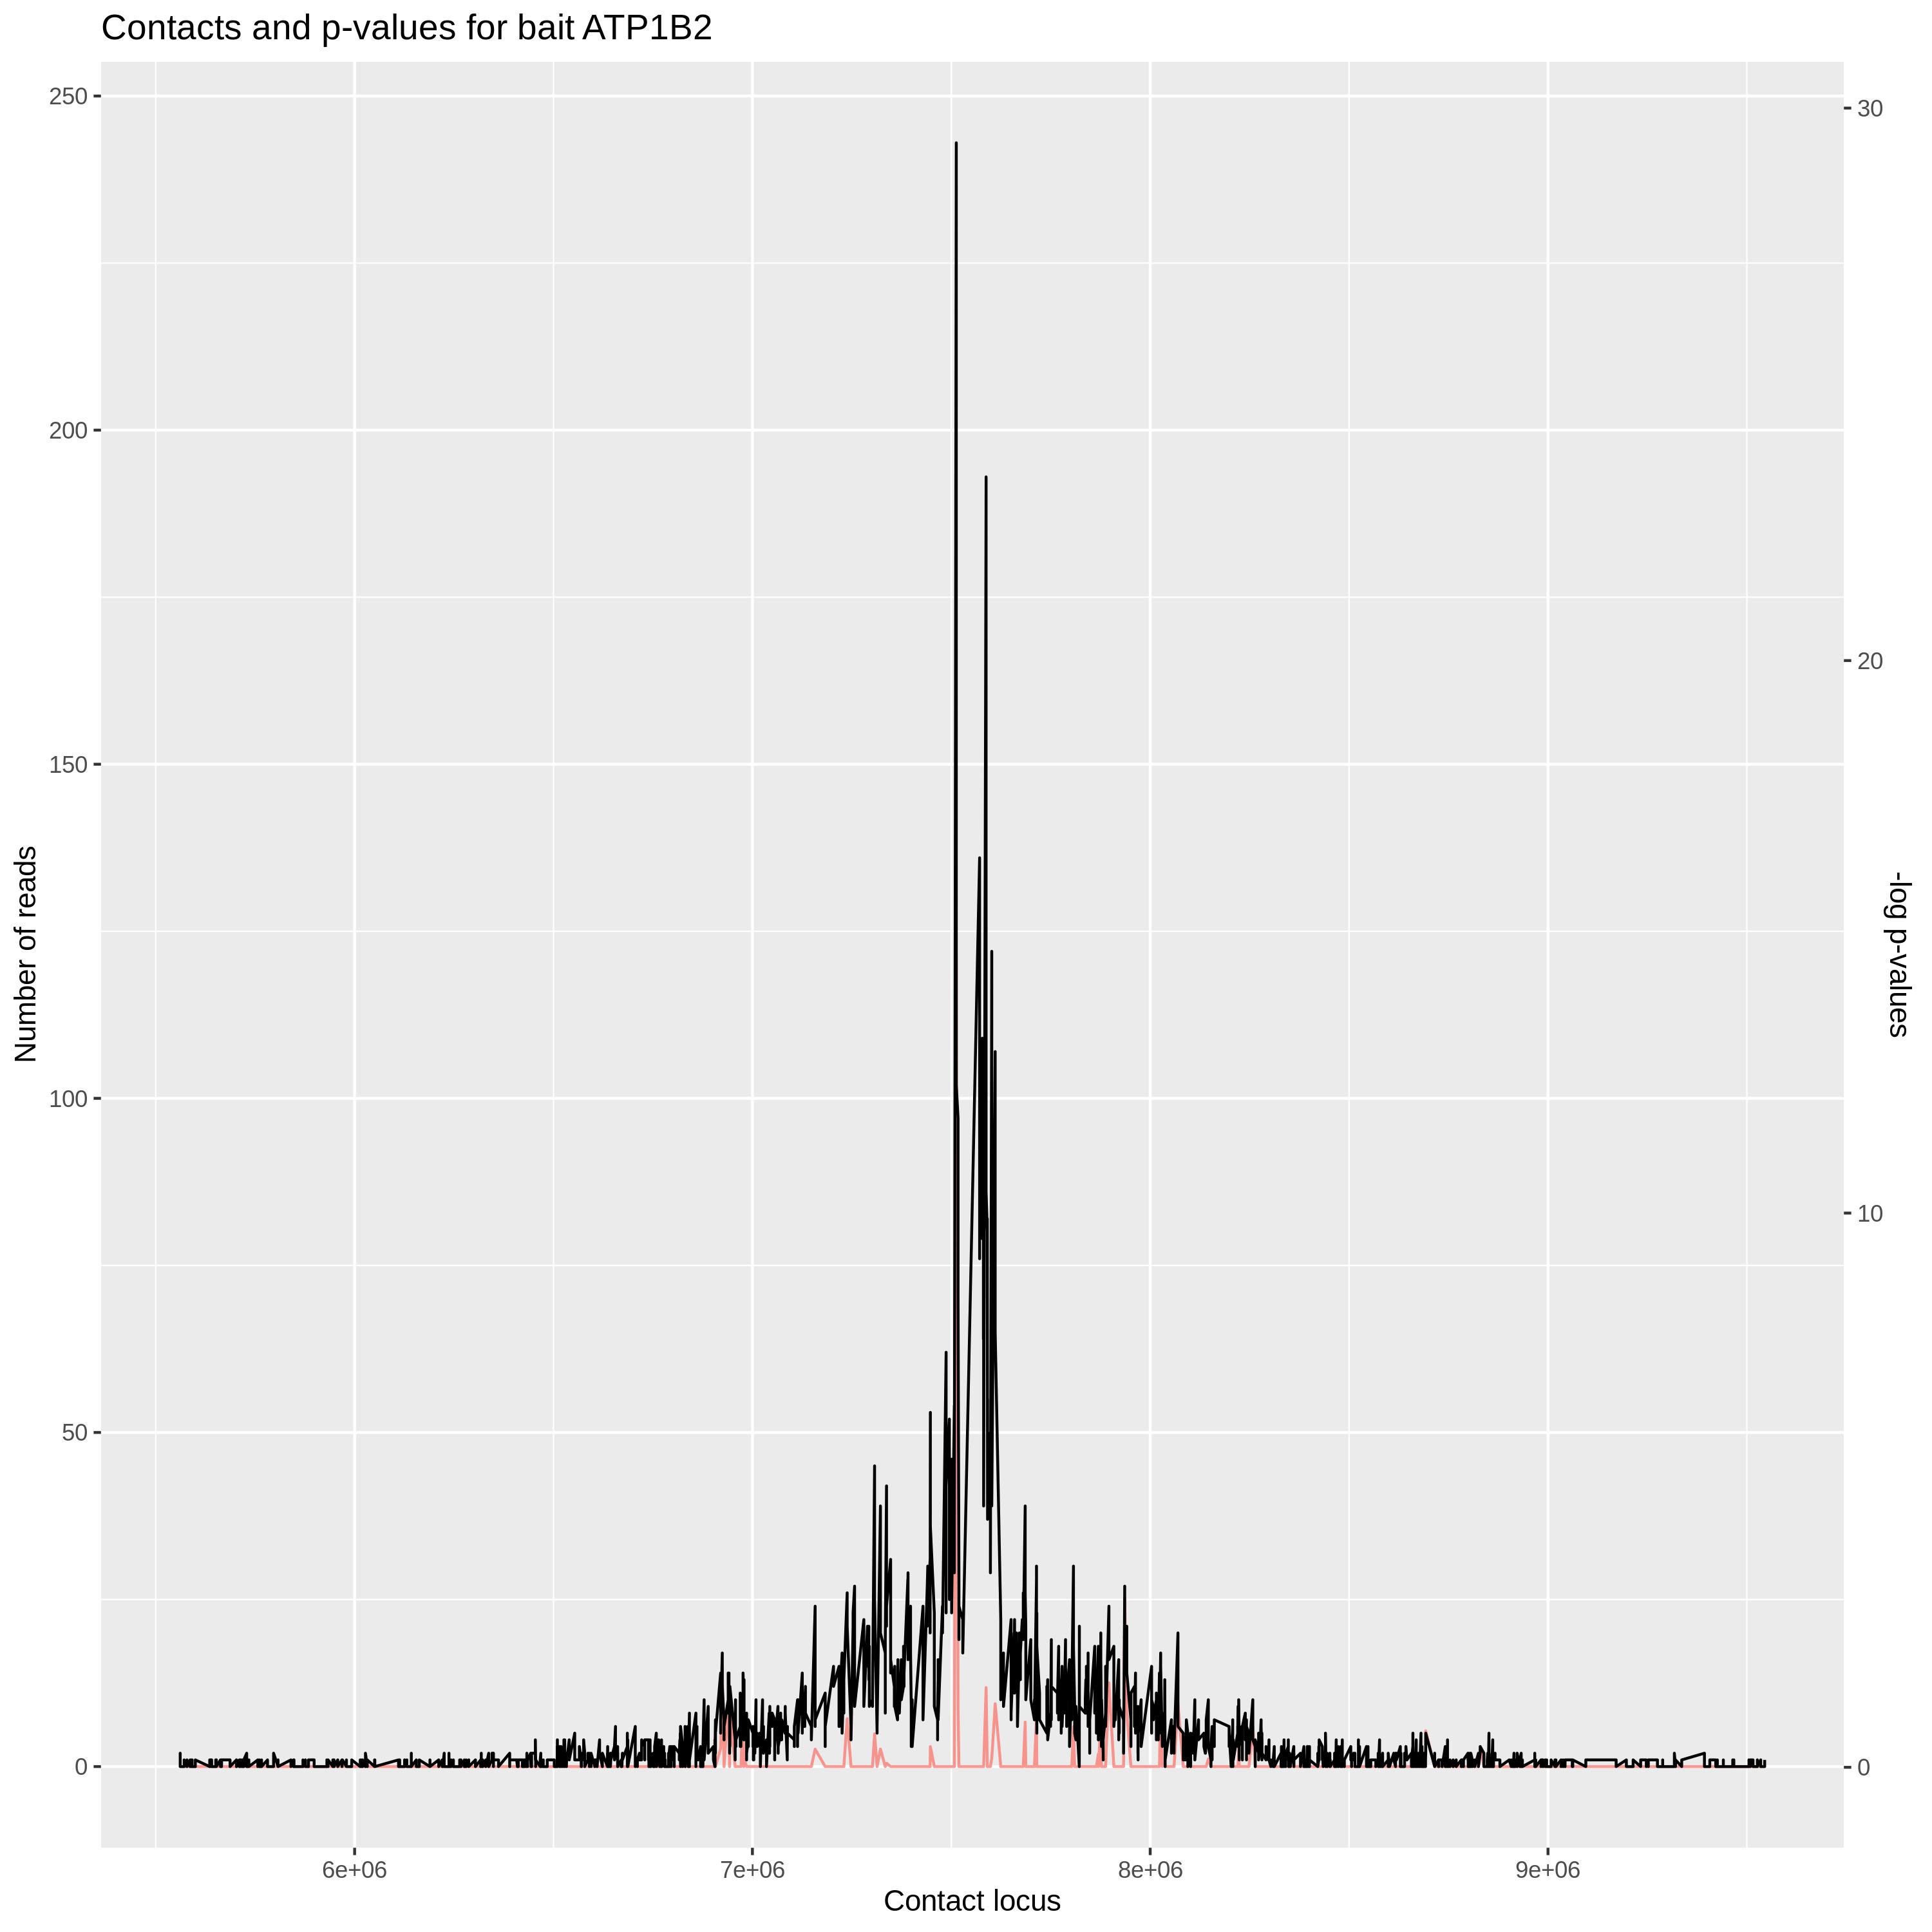 Contacts and p-values for bait ATP1B2
250
200
150
100
50
0
30
20
10
0
Number of reads
-log p-values
6e+06
7e+06
8e+06
9e+06
Contact locus